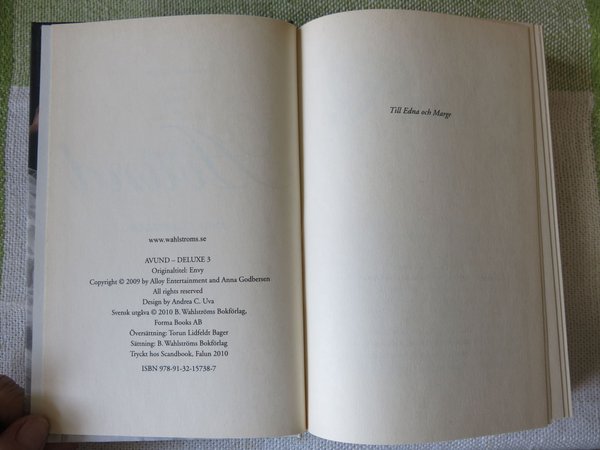 www.wahlstroms.se
AVUND – DELUXE 3
Originaltitel: Envy
Copyright © 2009 by Alloy Entertainment and Anna Godbersen
All rights reserved
Design by Andrea C. Uva
Svensk utgåva © 2010 B. Wahlströms Bokförlag,
Forma Books AB
Översättning: Torun Lidfeldt Bager
Sättning: B. Wahlströms Bokförlag
Tryckt hos Scandbook, Falun 2010
ISBN 978-91-32-15738-7
Till Edna och Marge